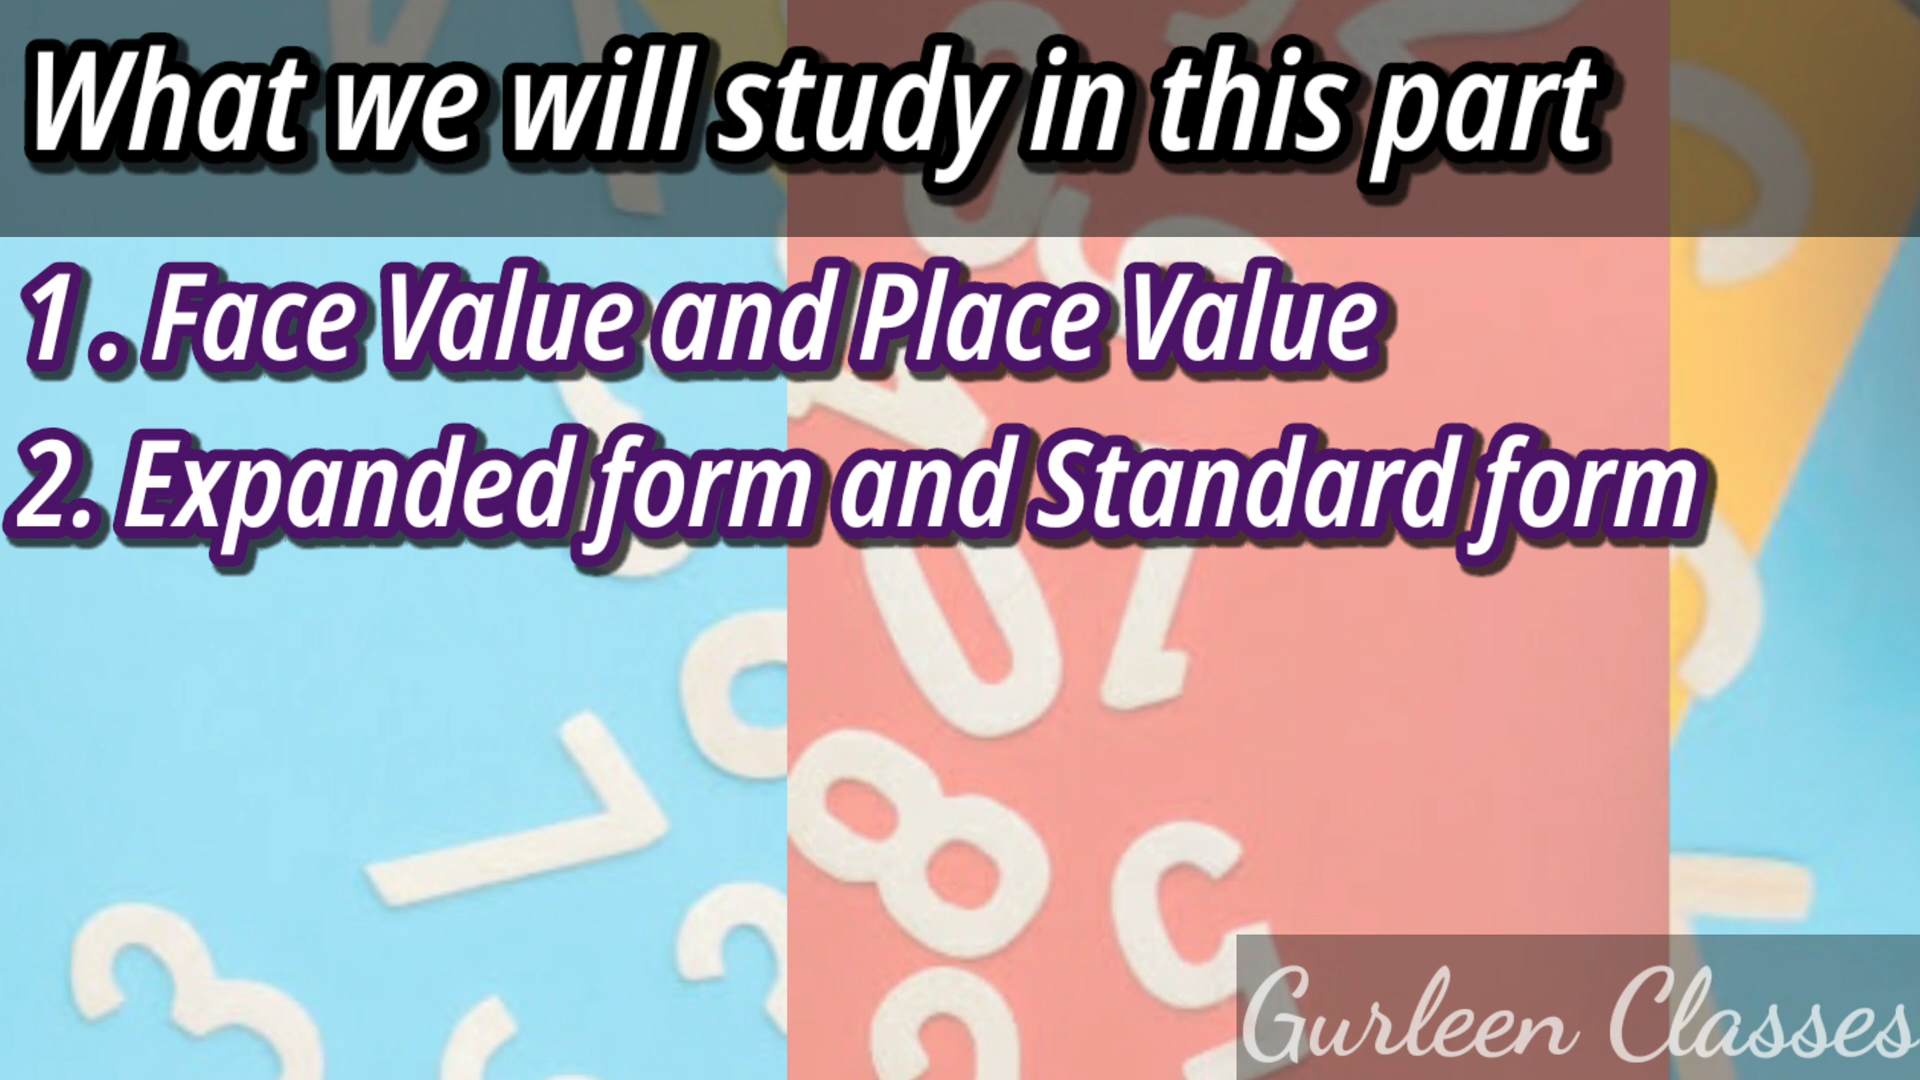 What we will study in this part
1. Face Value and Place Value
2. Expanded form and Standard form
Gurleen Classes